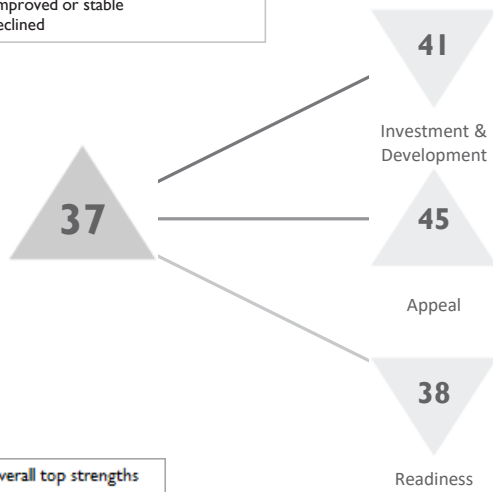 mproved or stable
eclined
41
Investment &
Development
37
45
Appeal
38
Readiness
verall top strengths